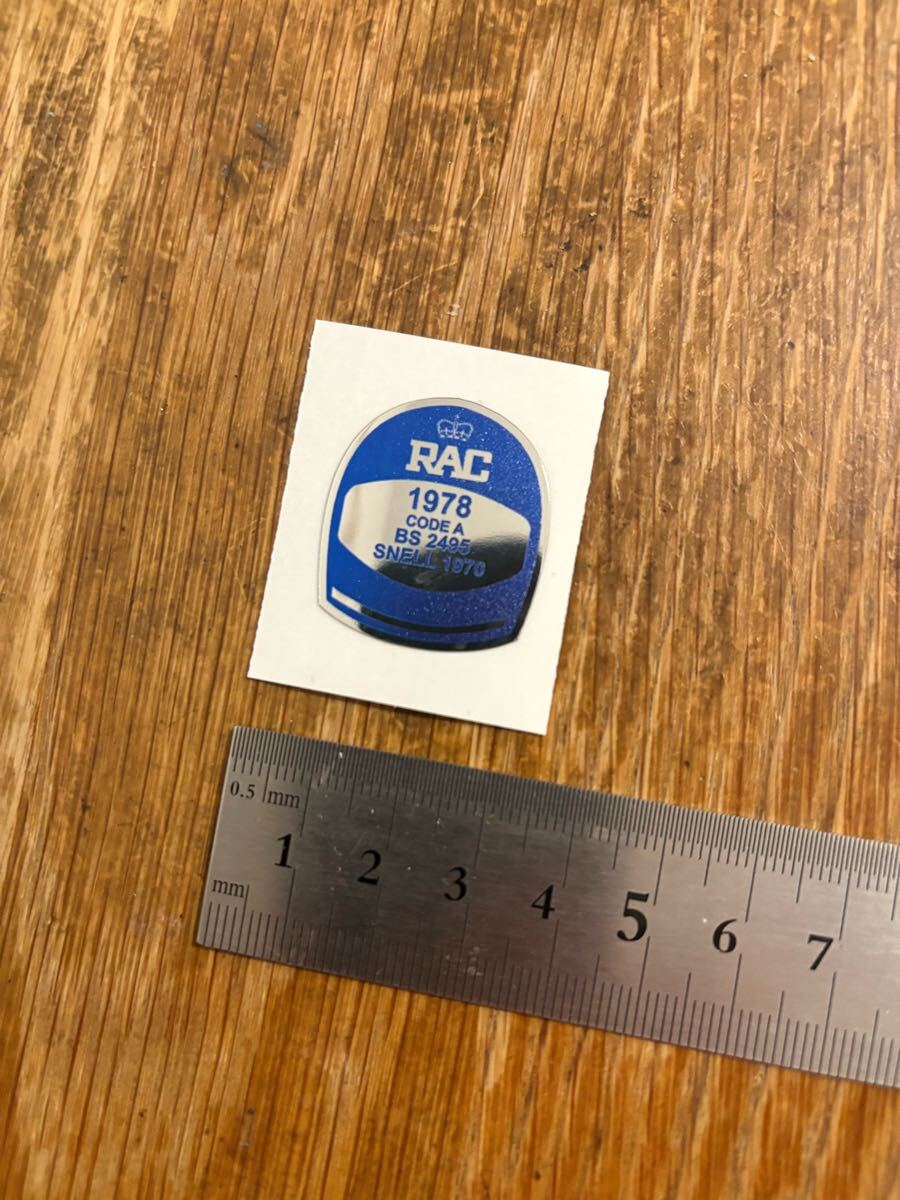 RAC
1978
CODE A
BS 2495
SNELL 1970
0.5 mm
1 2 3 4 5 6 7
mm